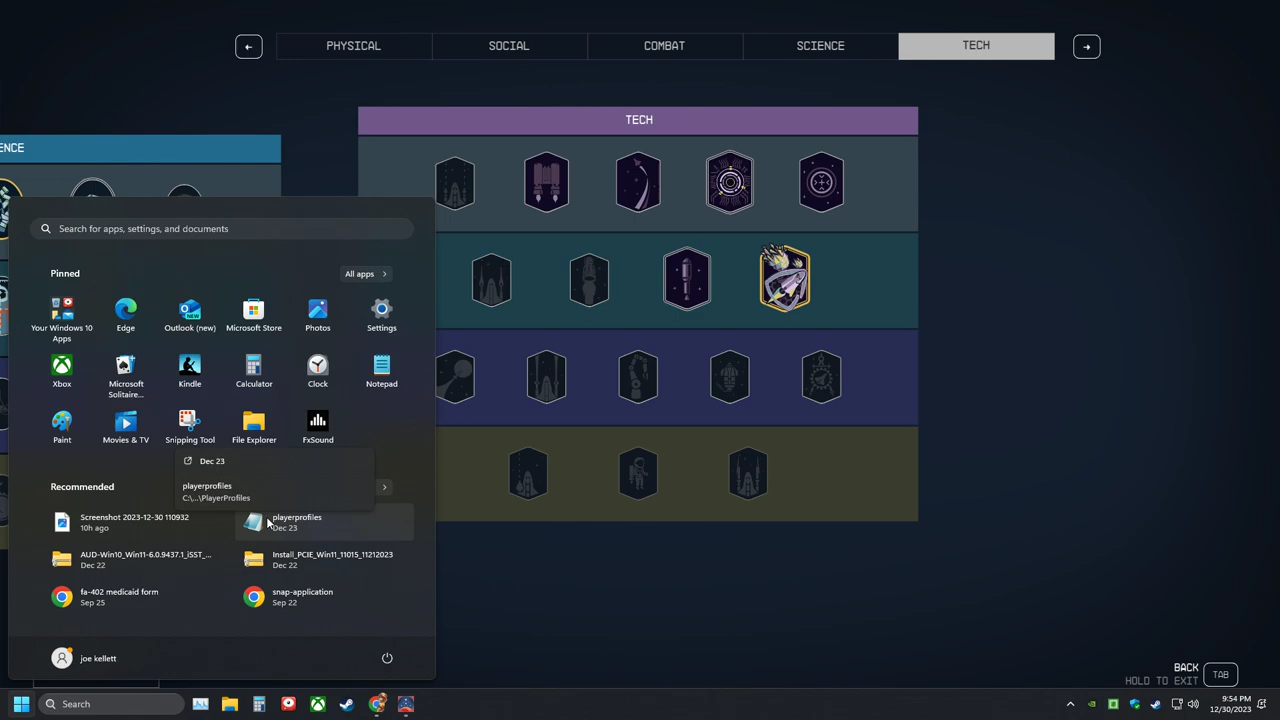 ←
PHYSICAL
SOCIAL
COMBAT
SCIENCE
TECH
→
TECH
ENCE
Search for apps, settings, and documents
Pinned
All apps >
Your Windows 10
Apps
Edge
Outlook (new)
Microsoft Store
Photos
Settings
Xbox
Microsoft
Solitaire...
Kindle
Calculator
Clock
Notepad
Paint
Movies & TV
Snipping Tool
File Explorer
FxSound
Dec 23
playerprofiles
C:\...\PlayerProfiles
Recommended
>
Screenshot 2023-12-30 110932
10h ago
playerprofiles
Dec 23
AUD-Win10_Win11-6.0.9437.1_iSST_...
Dec 22
Install_PCIE_Win11_11015_11212023
Dec 22
fa-402 medicaid form
Sep 25
snap-application
Sep 22
joe kellett
BACK
HOLD TO EXIT
TAB
Search
9:54 PM
12/30/2023